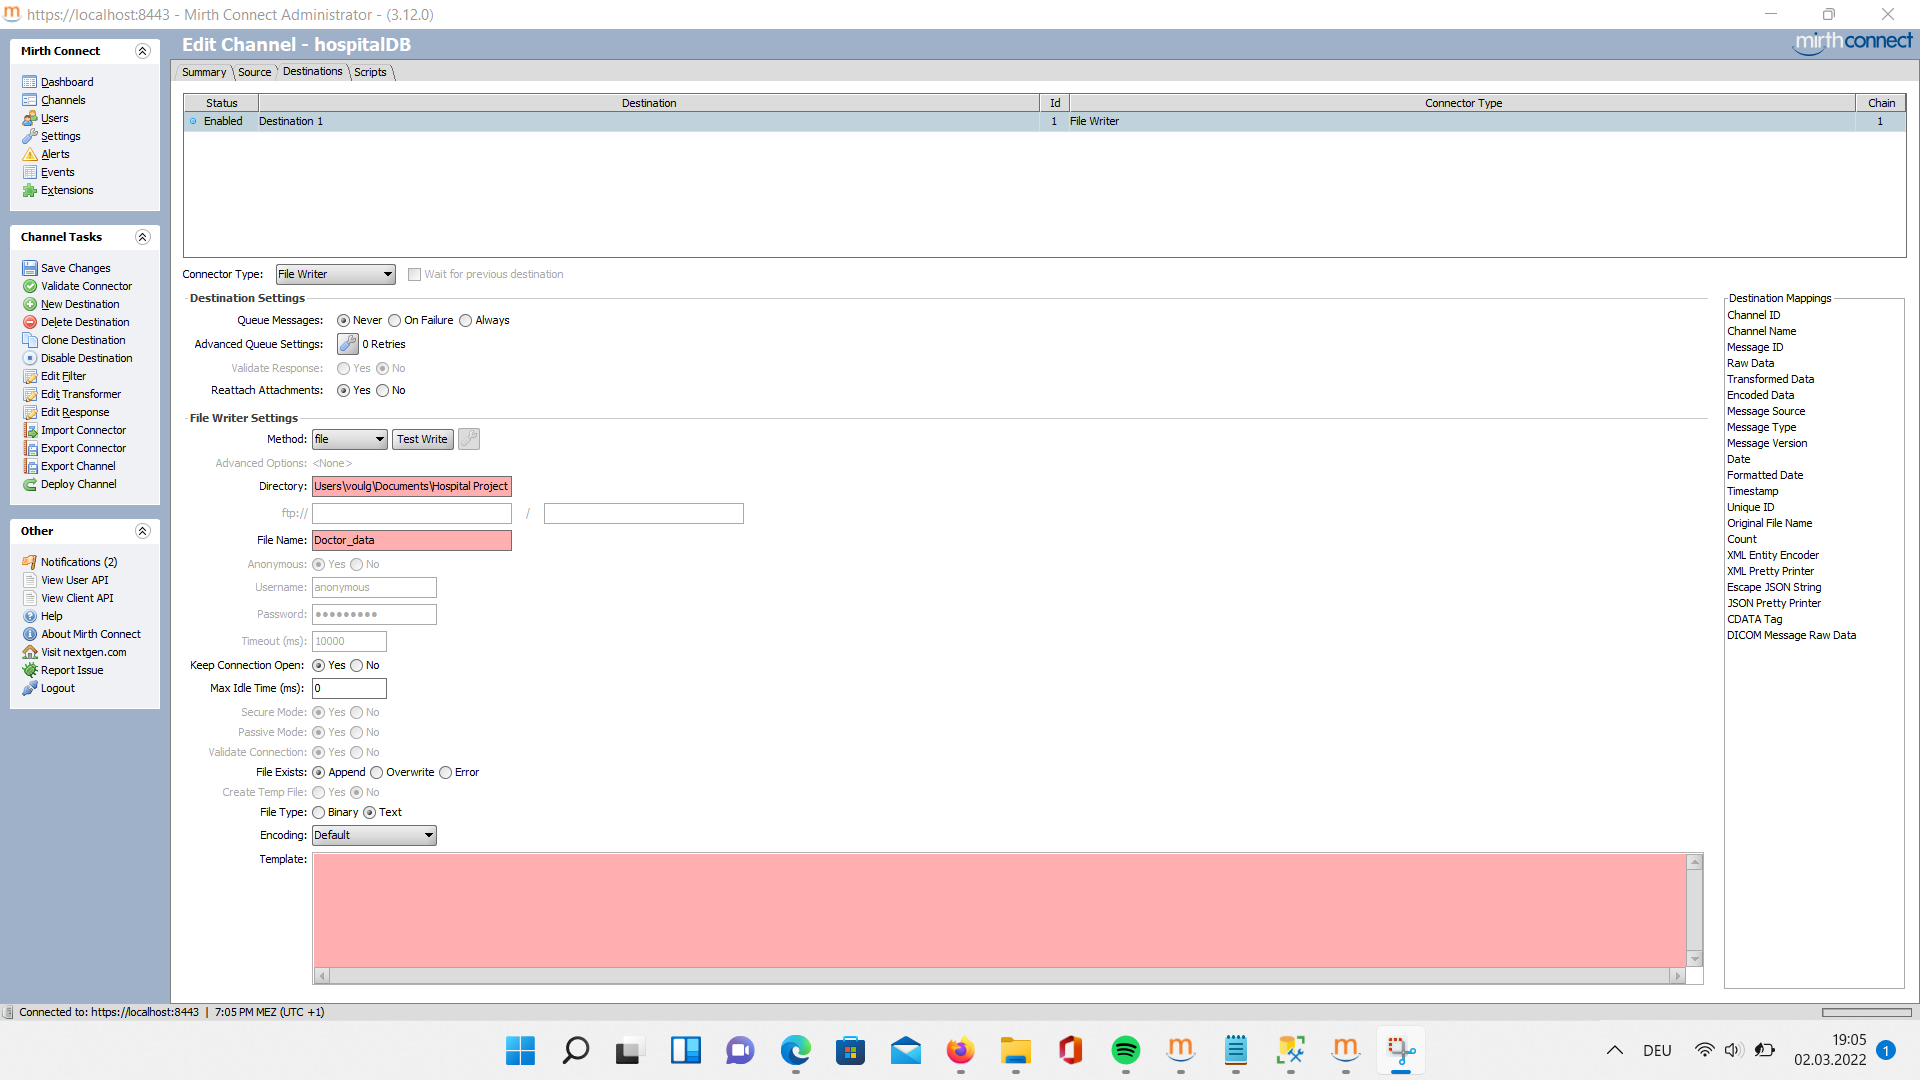 https://localhost:8443 - Mirth Connect Administrator - (3.12.0)
Mirth Connect
Dashboard
Channels
Users
Settings
Alerts
Events
Extensions
Channel Tasks
Save Changes
Validate Connector
New Destination
Delete Destination
Clone Destination
Disable Destination
Edit Filter
Edit Transformer
Edit Response
Import Connector
Export Connector
Export Channel
Deploy Channel
Other
Notifications (2)
View User API
View Client API
Help
About Mirth Connect
Visit nextgen.com
Report Issue
Logout
Edit Channel - hospitalDB
mirth connect
Summary Source Destinations Scripts
Status Destination Id Connector Type Chain
Enabled Destination 1 1 File Writer 1
Connector Type: File Writer Wait for previous destination
Destination Settings
Queue Messages: Never On Failure Always
Advanced Queue Settings: 0 Retries
Validate Response: Yes No
Reattach Attachments: Yes No
File Writer Settings
Method: file Test Write
Advanced Options: <None>
Directory: Users\voulg\Documents\Hospital Project
ftp:// /
File Name: Doctor_data
Anonymous: Yes No
Username: anonymous
Password: ●●●●●●●●●
Timeout (ms): 10000
Keep Connection Open: Yes No
Max Idle Time (ms): 0
Secure Mode: Yes No
Passive Mode: Yes No
Validate Connection: Yes No
File Exists: Append Overwrite Error
Create Temp File: Yes No
File Type: Binary Text
Encoding: Default
Template:
Destination Mappings
Channel ID
Channel Name
Message ID
Raw Data
Transformed Data
Encoded Data
Message Source
Message Type
Message Version
Date
Formatted Date
Timestamp
Unique ID
Original File Name
Count
XML Entity Encoder
XML Pretty Printer
Escape JSON String
JSON Pretty Printer
CDATA Tag
DICOM Message Raw Data
Connected to: https://localhost:8443 | 7:05 PM MEZ (UTC +1)
DEU
19:05
02.03.2022
1